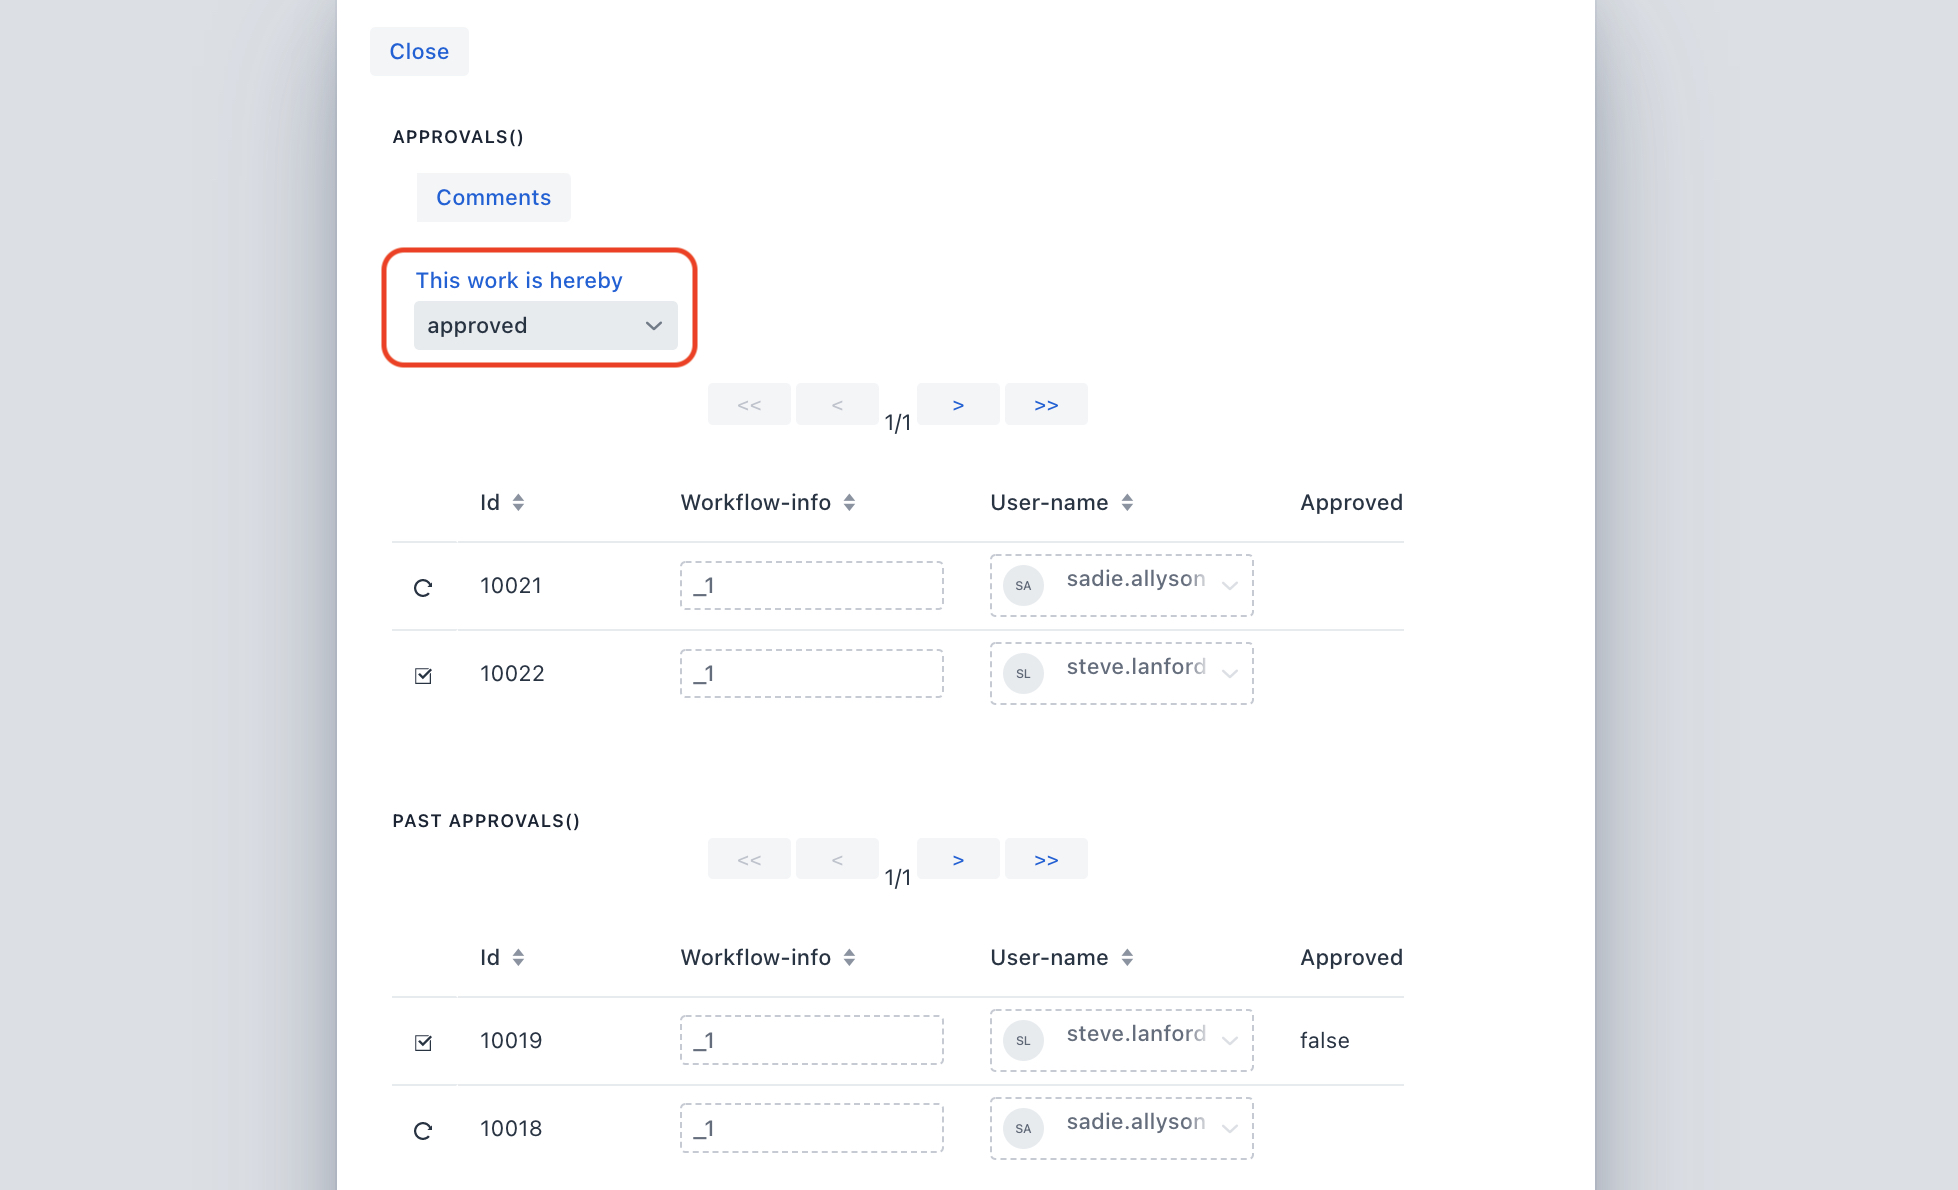 Close
APPROVALS()
Comments
This work is hereby
approved
<< < 1/1 > >>
Id Workflow-info User-name Approved
10021 _1 SA sadie.allyson
10022 _1 SL steve.lanford
PAST APPROVALS()
<< < 1/1 > >>
Id Workflow-info User-name Approved
10019 _1 SL steve.lanford false
10018 _1 SA sadie.allyson